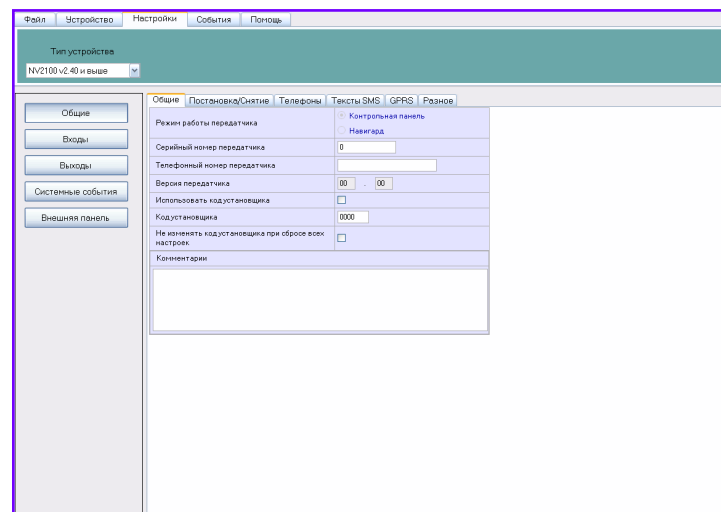 Файл Устройство Настройки События Помощь
Тип устройства
NV2100 v2.40 и выше
Общие
Входы
Выходы
Системные события
Внешняя панель
Общие Постановка/Снятие Телефоны Тексты SMS GPRS Разное
Режим работы передатчика
Контрольная панель
Навигард
Серийный номер передатчика 0
Телефонный номер передатчика
Версия передатчика 00 . 00
Использовать код установщика
Код установщика 0000
Не изменять код установщика при сбросе всех
настроек
Комментарии